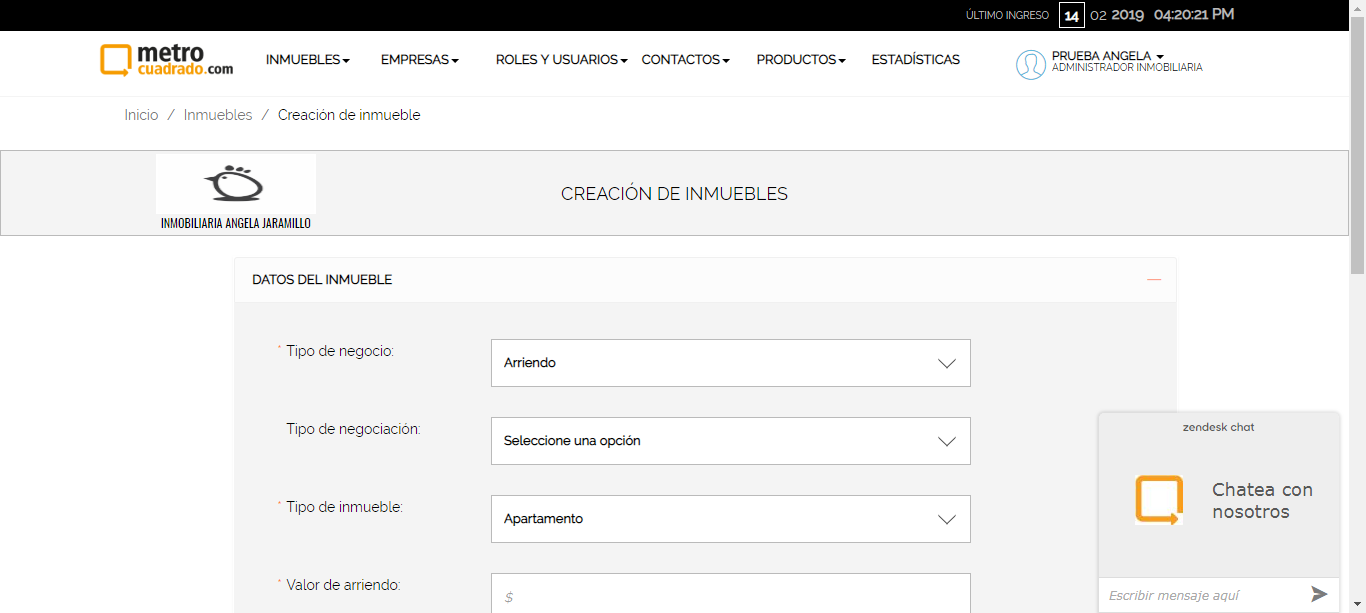 ÚLTIMO INGRESO 14 02 2019 04:20:21 PM
metro
cuadrado.com
INMUEBLES EMPRESAS ROLES Y USUARIOS CONTACTOS PRODUCTOS ESTADÍSTICAS
PRUEBA ANGELA
ADMINISTRADOR INMOBILIARIA
Inicio / Inmuebles / Creación de inmueble
CREACIÓN DE INMUEBLES
INMOBILIARIA ANGELA JARAMILLO
DATOS DEL INMUEBLE
* Tipo de negocio: Arriendo
Tipo de negociación: Seleccione una opción
* Tipo de inmueble: Apartamento
* Valor de arriendo: $
zendesk chat
Chatea con
nosotros
Escribir mensaje aquí